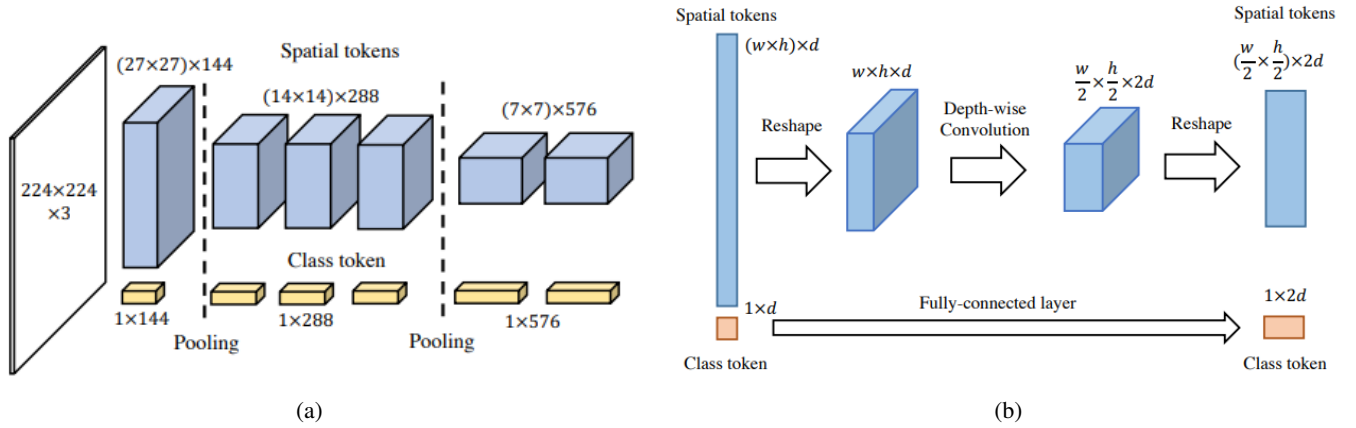 Spatial tokens
(27×27)×144
(14×14)×288
(7×7)×576
224×224
×3
Class token
1×144
1×288
1×576
Pooling
Pooling
(a)
Spatial tokens
(w×h)×d
w×h×d
Reshape
Depth-wise
Convolution
w/2×h/2×2d
Reshape
Spatial tokens
(w/2×h/2)×2d
1×d
Fully-connected layer
1×2d
Class token
Class token
(b)